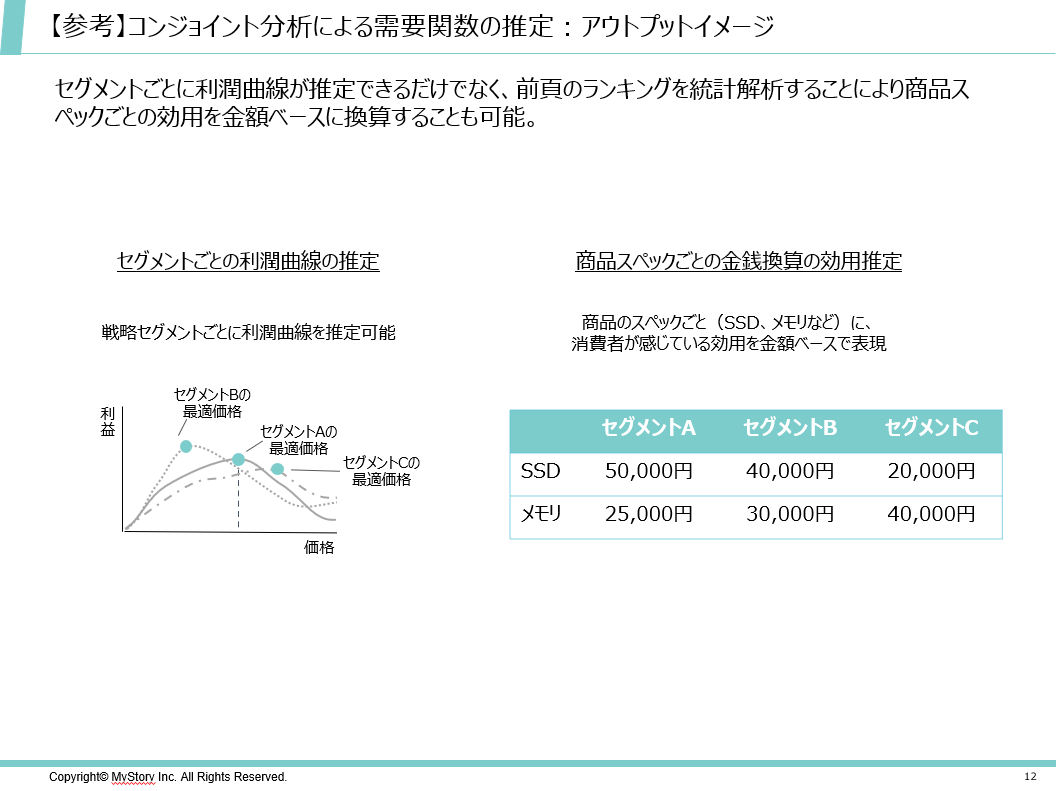 【参考】コンジョイント分析による需要関数の推定：アウトプットイメージ
セグメントごとに利潤曲線が推定できるだけでなく、前頁のランキングを統計解析することにより商品ス
ペックごとの効用を金額ベースに換算することも可能。
セグメントごとの利潤曲線の推定
戦略セグメントごとに利潤曲線を推定可能
利益
セグメントBの
最適価格
セグメントAの
最適価格
セグメントCの
最適価格
価格
商品スペックごとの金銭換算の効用推定
商品のスペックごと（SSD、メモリなど）に、
消費者が感じている効用を金額ベースで表現
セグメントA セグメントB セグメントC
SSD 50,000円 40,000円 20,000円
メモリ 25,000円 30,000円 40,000円
Copyright© MyStory Inc. All Rights Reserved.
12